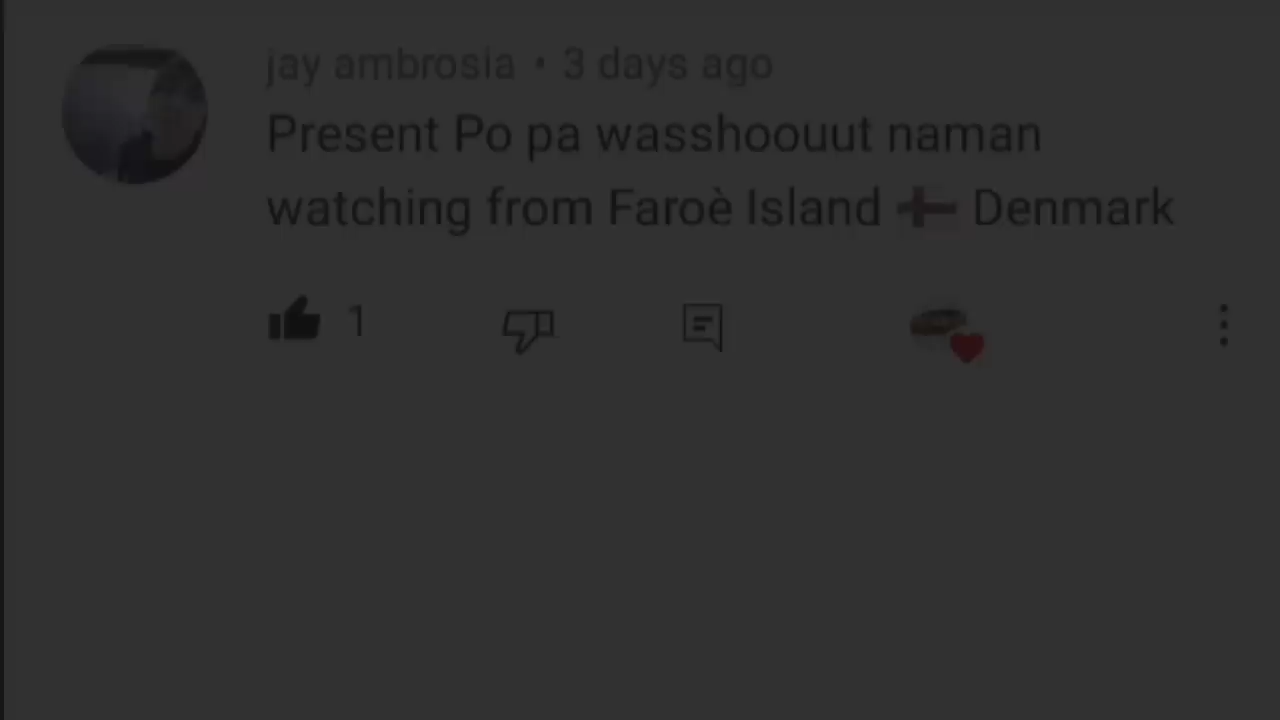 jay ambrosia • 3 days ago
Present Po pa wasshoouut naman
watching from Faroè Island 🇩🇰 Denmark
1